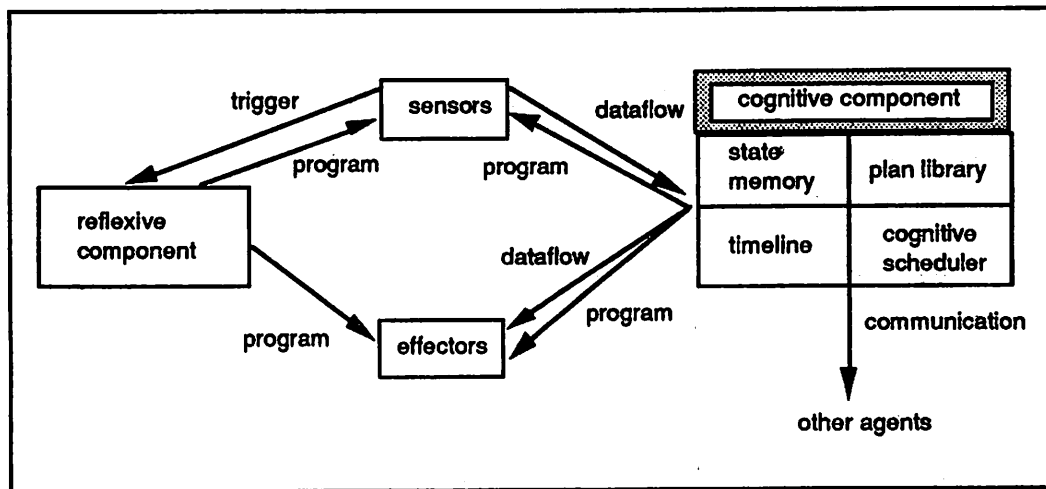 trigger
sensors
dataflow
cognitive component
program
program
state
memory
plan library
reflexive
component
timeline
cognitive
scheduler
dataflow
program
program
effectors
communication
other agents